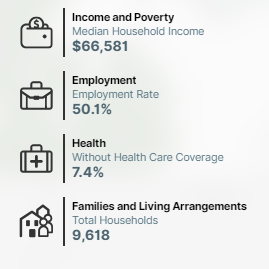 Income and Poverty
Median Household Income
$66,581
Employment
Employment Rate
50.1%
Health
Without Health Care Coverage
7.4%
Families and Living Arrangements
Total Households
9,618